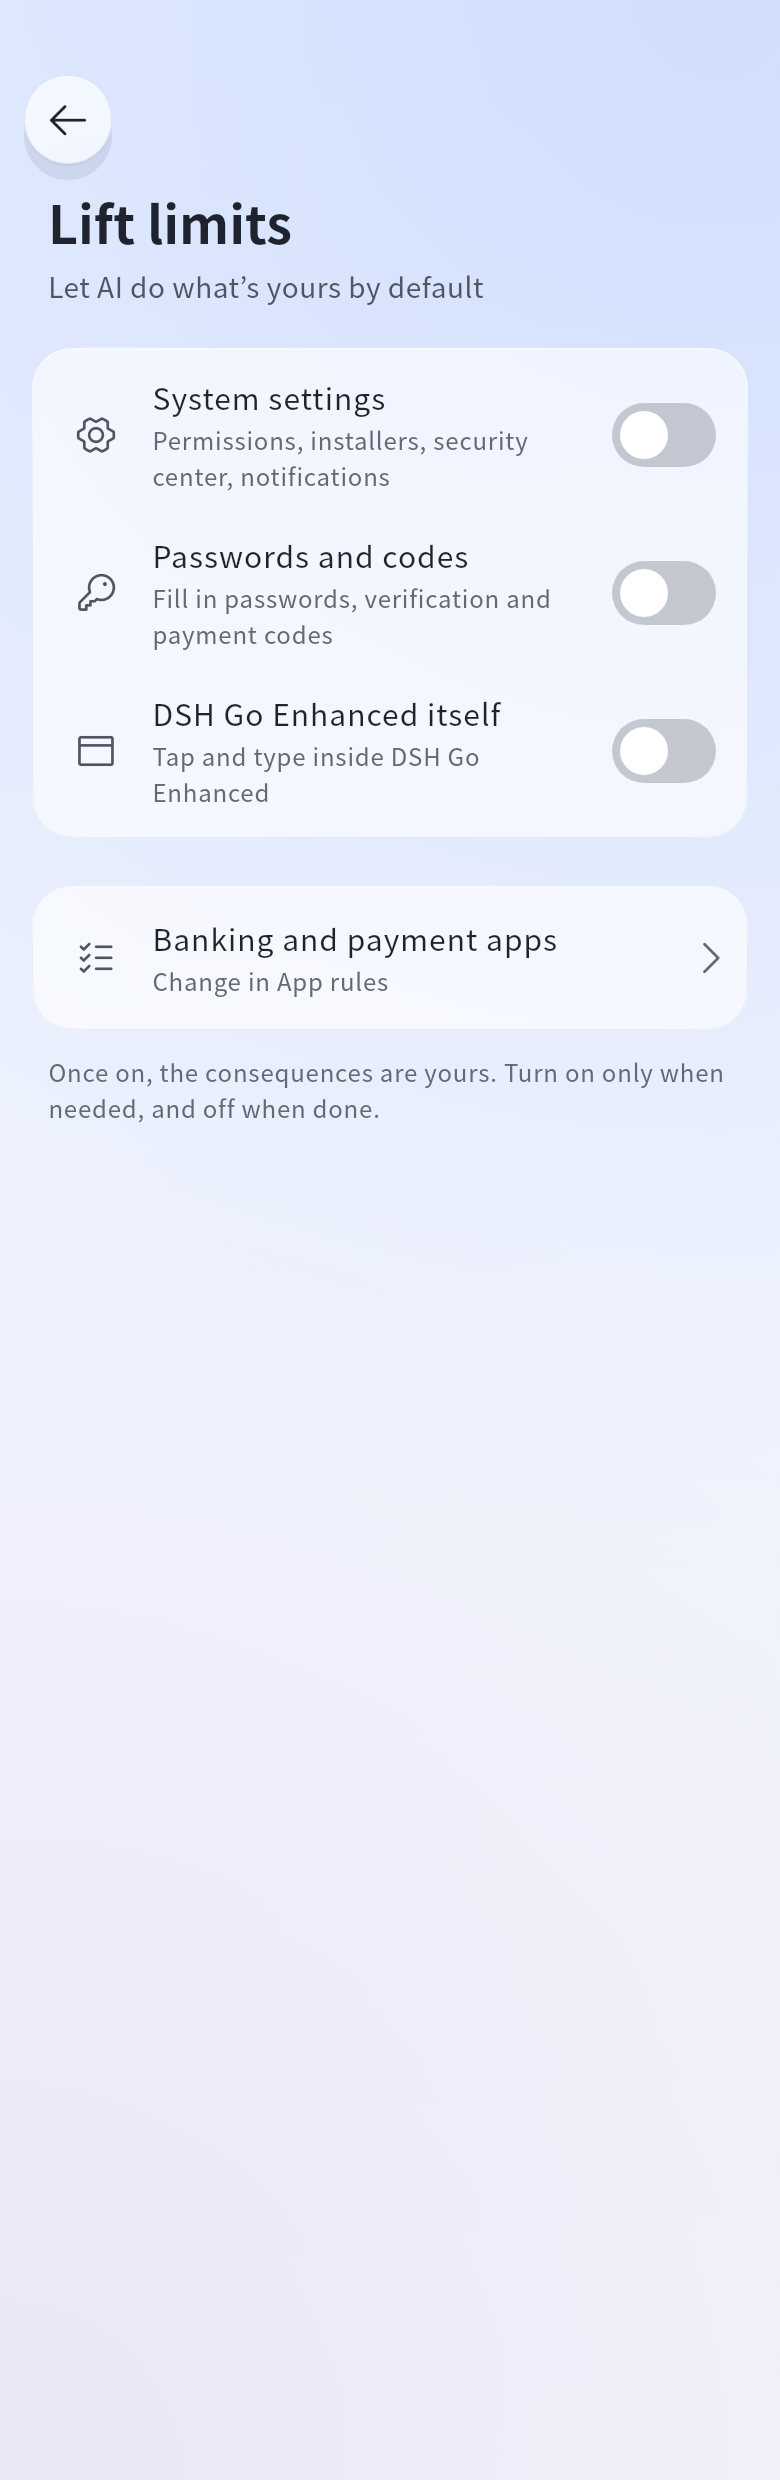 Lift limits
Let AI do what’s yours by default
System settings
Permissions, installers, security
center, notifications
Passwords and codes
Fill in passwords, verification and
payment codes
DSH Go Enhanced itself
Tap and type inside DSH Go
Enhanced
Banking and payment apps
Change in App rules
Once on, the consequences are yours. Turn on only when
needed, and off when done.